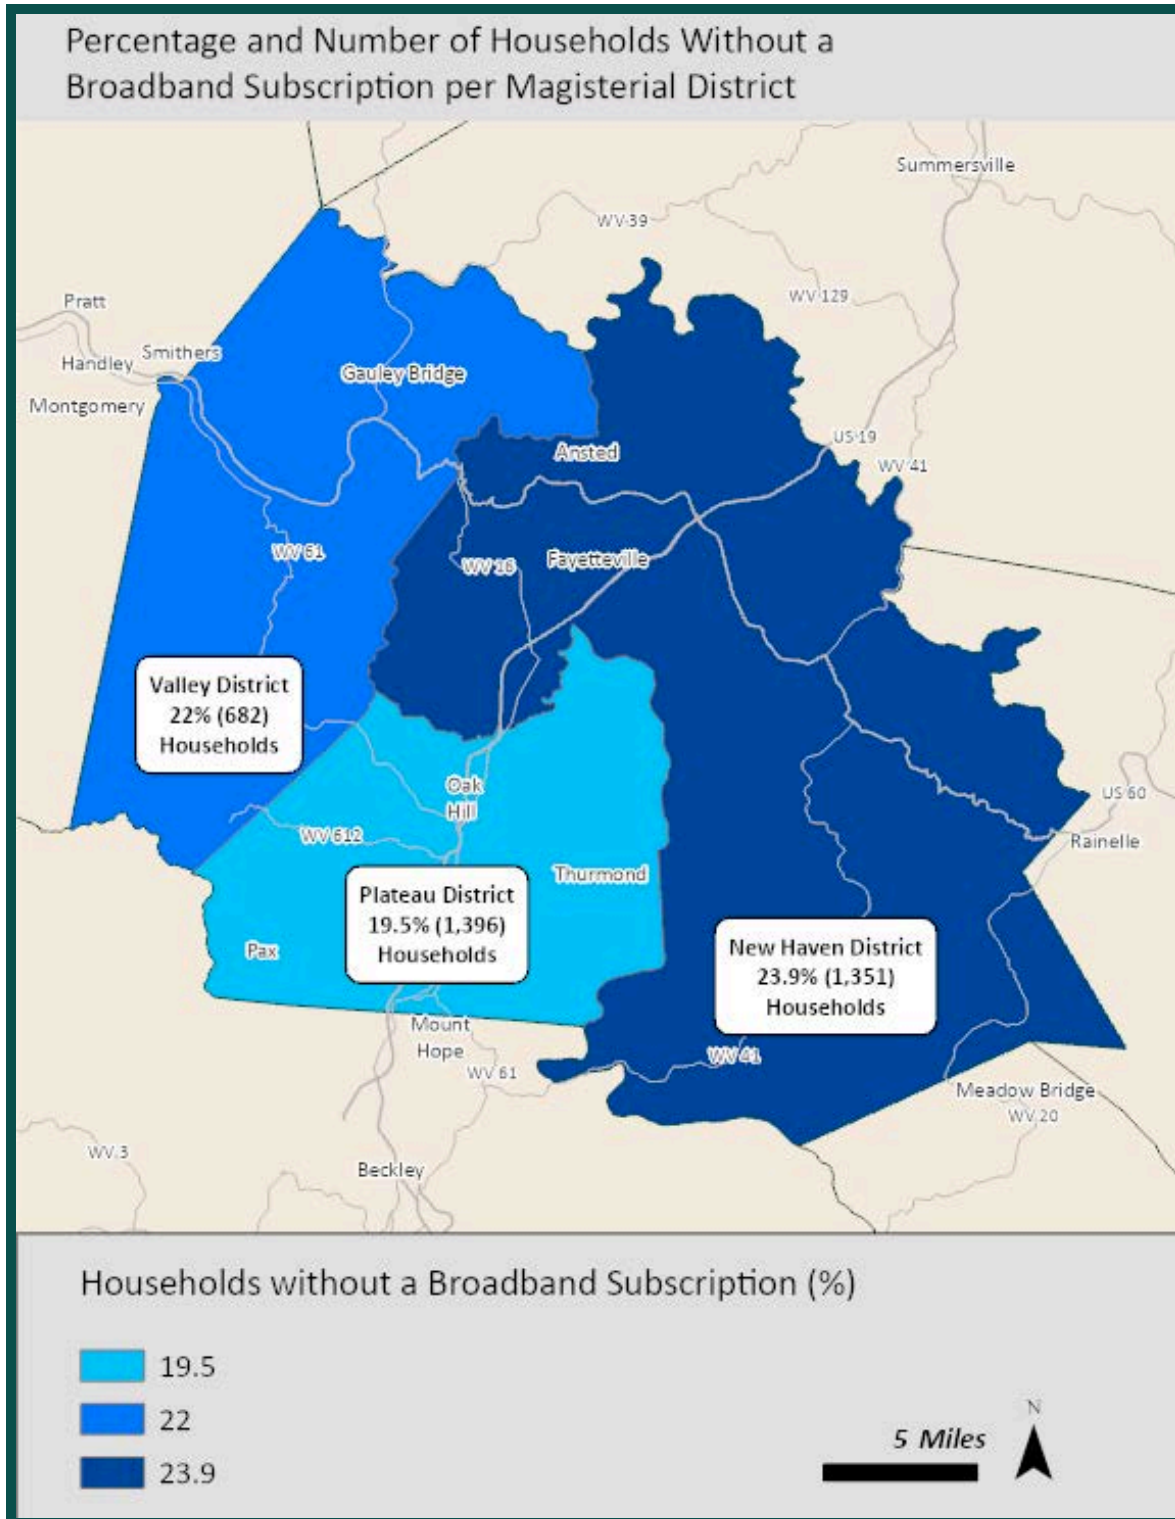 Percentage and Number of Households Without a
Broadband Subscription per Magisterial District
Summersville
WV 39
WV 129
Pratt
Smithers
Handley
Gauley Bridge
Montgomery
US 19
Ansted
WV 41
WV 61
WV 16
Fayetteville
Valley District
22% (682)
Households
Oak
Hill
US 60
WV 612
Rainelle
Thurmond
Plateau District
19.5% (1,396)
Households
Pax
New Haven District
23.9% (1,351)
Households
Mount
Hope
WV 41
WV 61
Meadow Bridge
WV 20
WV 3
Beckley
Households without a Broadband Subscription (%)
19.5
22
23.9
N
5 Miles